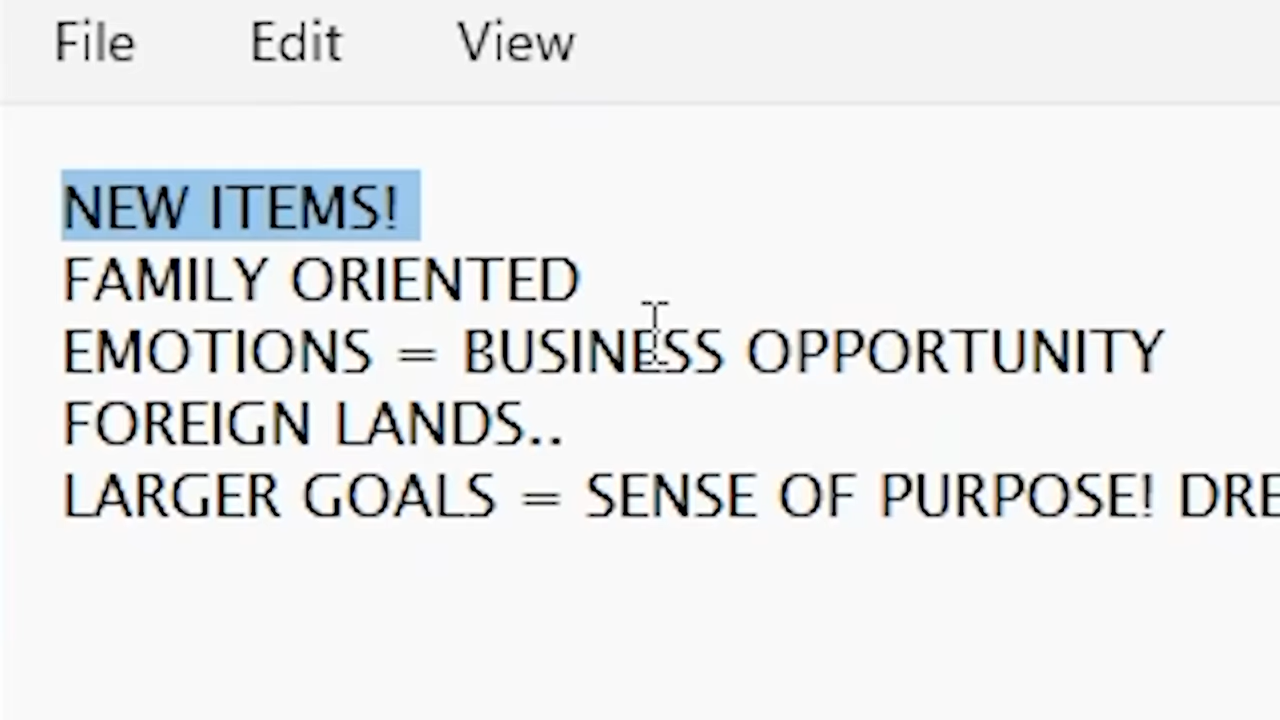 File Edit View
NEW ITEMS!
FAMILY ORIENTED
EMOTIONS = BUSINESS OPPORTUNITY
FOREIGN LANDS..
LARGER GOALS = SENSE OF PURPOSE!